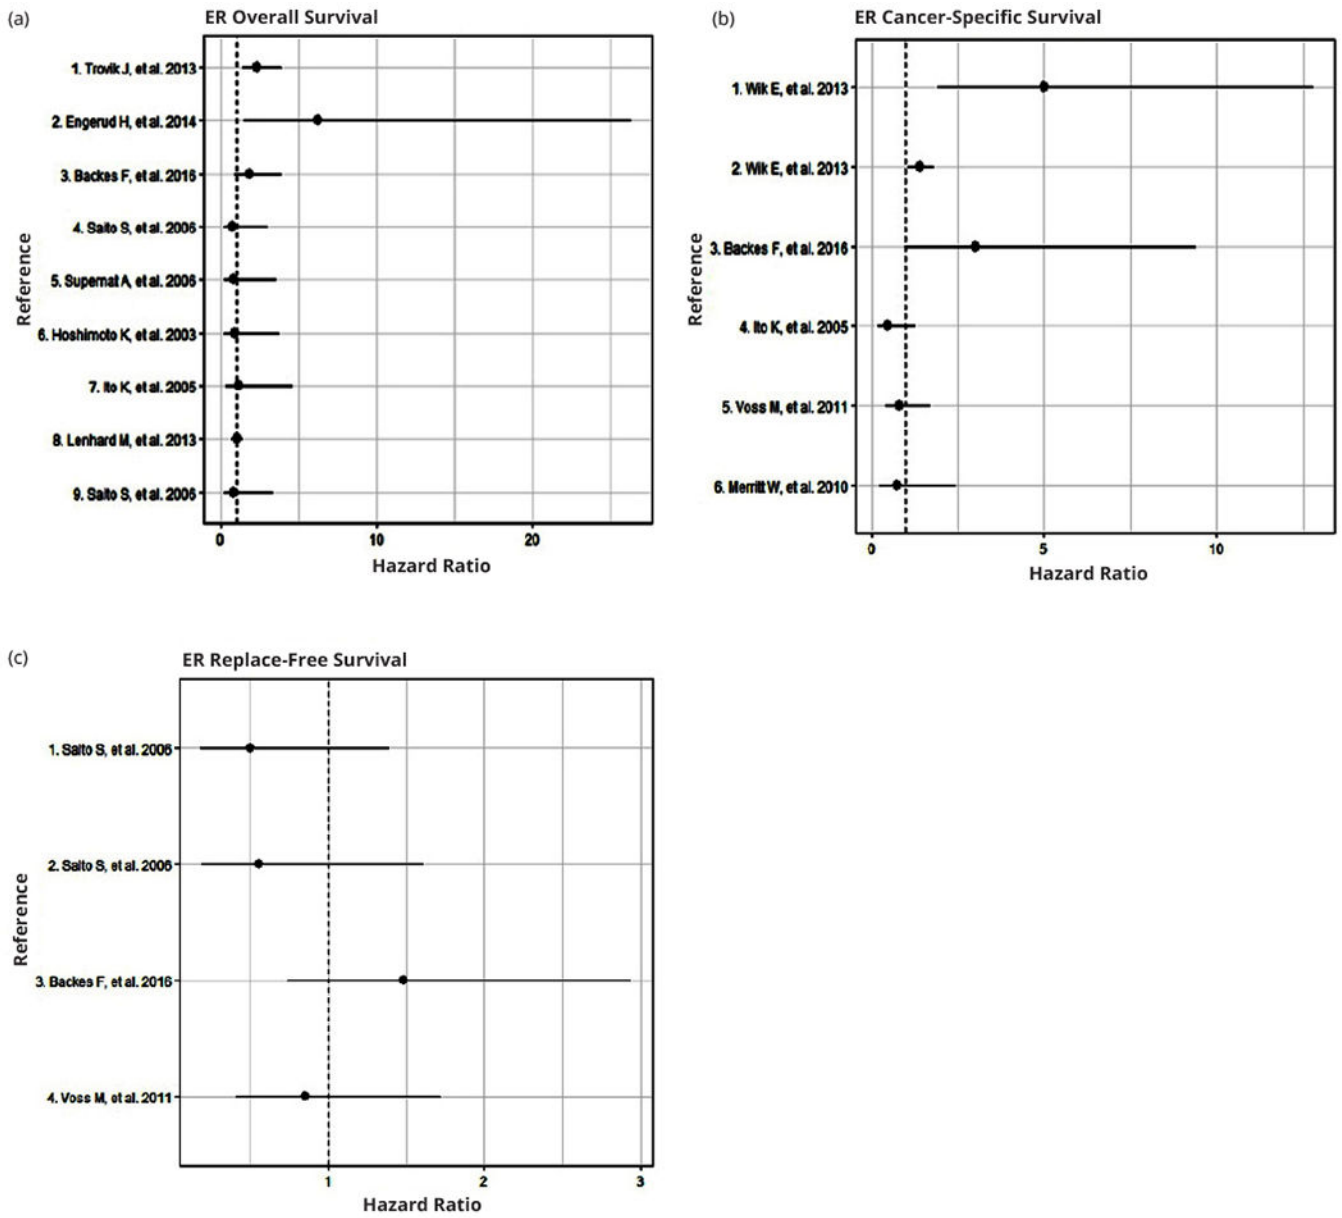 (a)
ER Overall Survival
1. Trovik J, et al. 2013
2. Engerud H, et al. 2014
3. Backes F, et al. 2016
4. Saito S, et al. 2006
5. Supernat A, et al. 2006
6. Hoshimoto K, et al. 2003
7. Ito K, et al. 2005
8. Lenhard M, et al. 2013
9. Saito S, et al. 2006
Reference
0 10 20
Hazard Ratio
(b)
ER Cancer-Specific Survival
1. Wik E, et al. 2013
2. Wik E, et al. 2013
3. Backes F, et al. 2016
4. Ito K, et al. 2005
5. Voss M, et al. 2011
6. Merritt W, et al. 2010
Reference
0 5 10
Hazard Ratio
(c)
ER Replace-Free Survival
1. Saito S, et al. 2006
2. Saito S, et al. 2006
3. Backes F, et al. 2016
4. Voss M, et al. 2011
Reference
1 2 3
Hazard Ratio